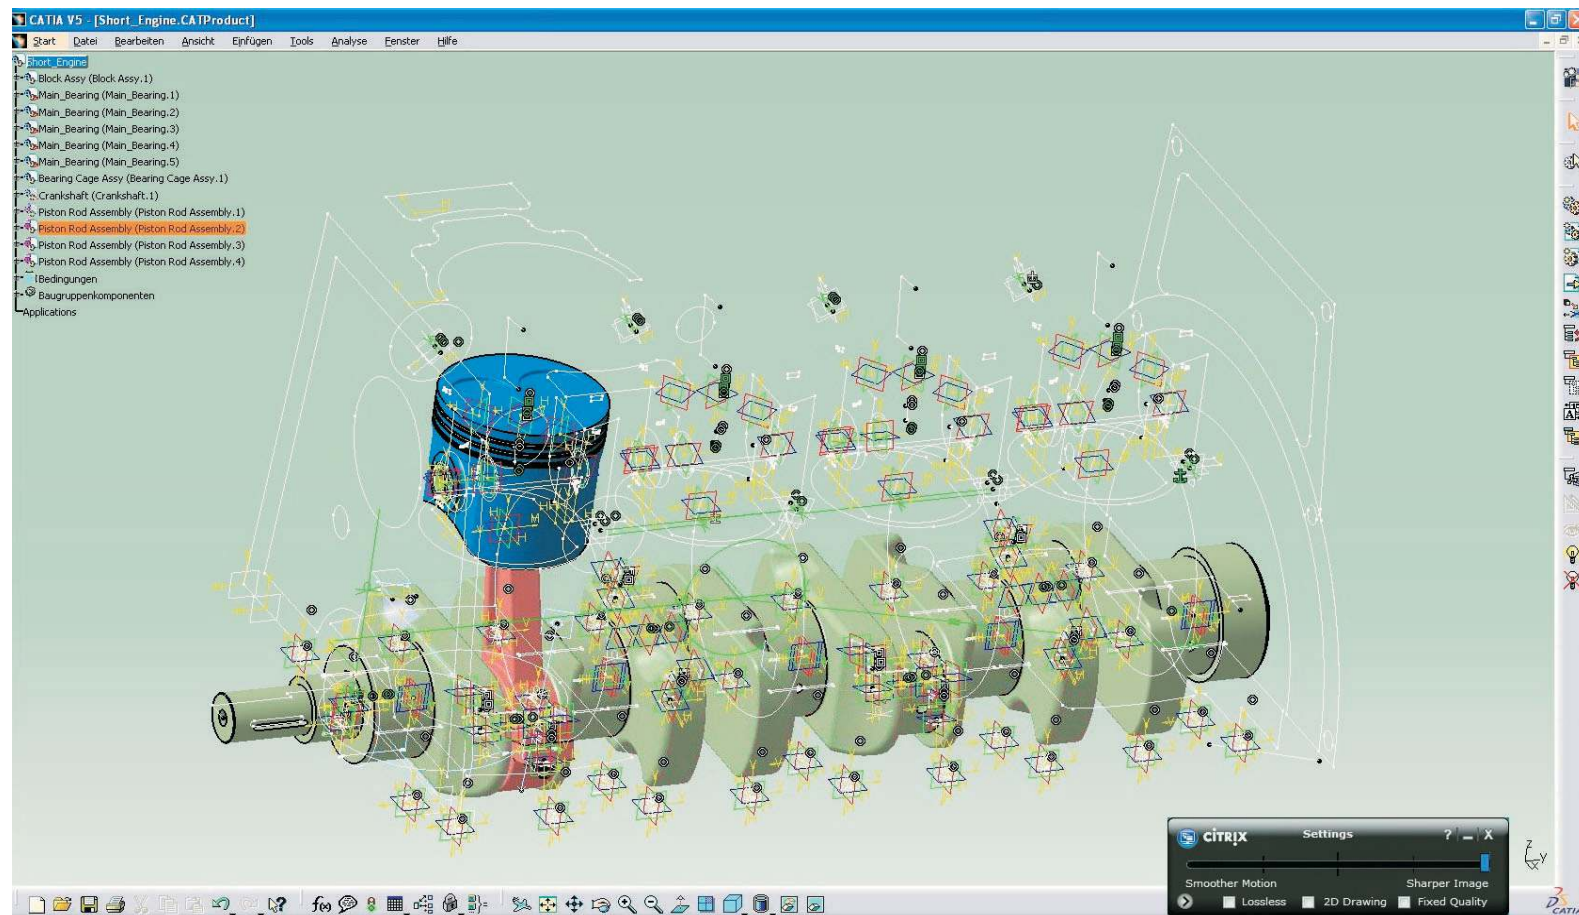 CATIA V5 - [Short_Engine.CATProduct]
Start Datei Bearbeiten Ansicht Einfügen Tools Analyse Fenster Hilfe
Short_Engine
Block Assy (Block Assy.1)
Main_Bearing (Main_Bearing.1)
Main_Bearing (Main_Bearing.2)
Main_Bearing (Main_Bearing.3)
Main_Bearing (Main_Bearing.4)
Main_Bearing (Main_Bearing.5)
Bearing Cage Assy (Bearing Cage Assy.1)
Crankshaft (Crankshaft.1)
Piston Rod Assembly (Piston Rod Assembly.1)
Piston Rod Assembly (Piston Rod Assembly.2)
Piston Rod Assembly (Piston Rod Assembly.3)
Piston Rod Assembly (Piston Rod Assembly.4)
Bedingungen
Baugruppenkomponenten
Applications
CITRIX Settings ? _ X
Smoother Motion Sharper Image
Lossless 2D Drawing Fixed Quality
z
y
x
f(x)
CATIA